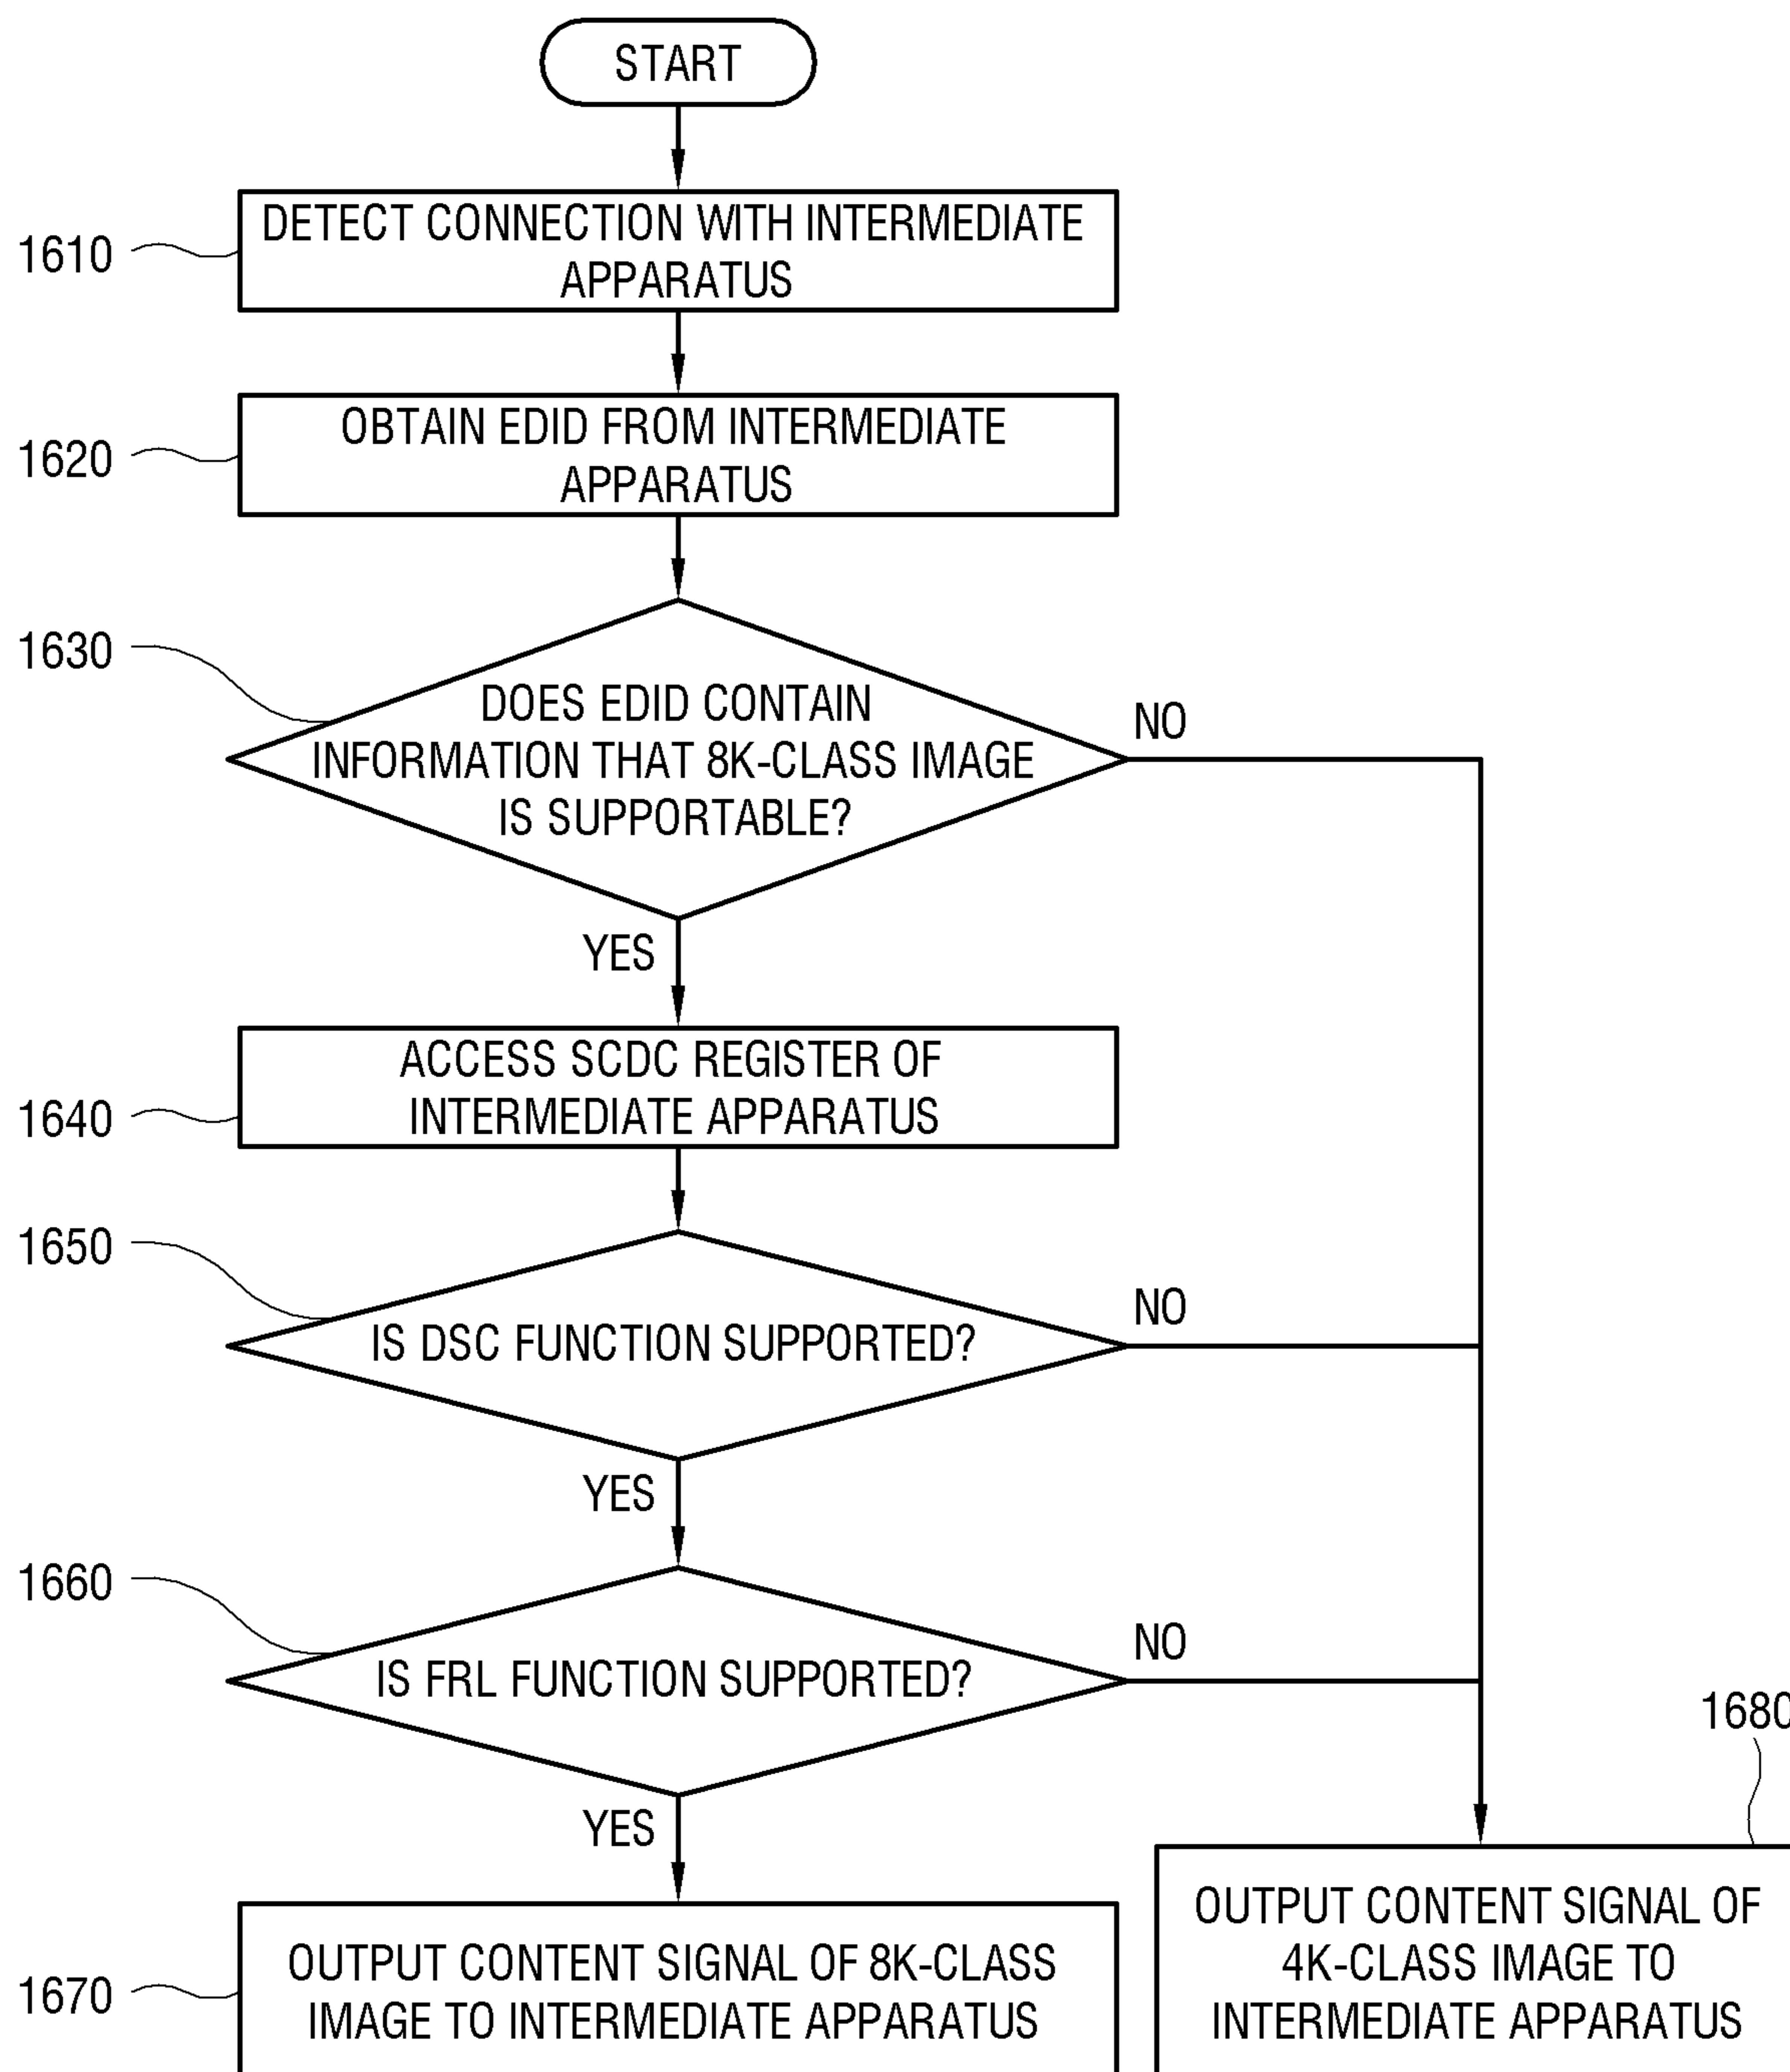 START
1610
DETECT CONNECTION WITH INTERMEDIATE
APPARATUS
1620
OBTAIN EDID FROM INTERMEDIATE
APPARATUS
1630
DOES EDID CONTAIN
INFORMATION THAT 8K-CLASS IMAGE
IS SUPPORTABLE?
NO
YES
1640
ACCESS SCDC REGISTER OF
INTERMEDIATE APPARATUS
1650
IS DSC FUNCTION SUPPORTED?
NO
YES
1660
IS FRL FUNCTION SUPPORTED?
NO
YES
1680
1670
OUTPUT CONTENT SIGNAL OF 8K-CLASS
IMAGE TO INTERMEDIATE APPARATUS
OUTPUT CONTENT SIGNAL OF
4K-CLASS IMAGE TO
INTERMEDIATE APPARATUS